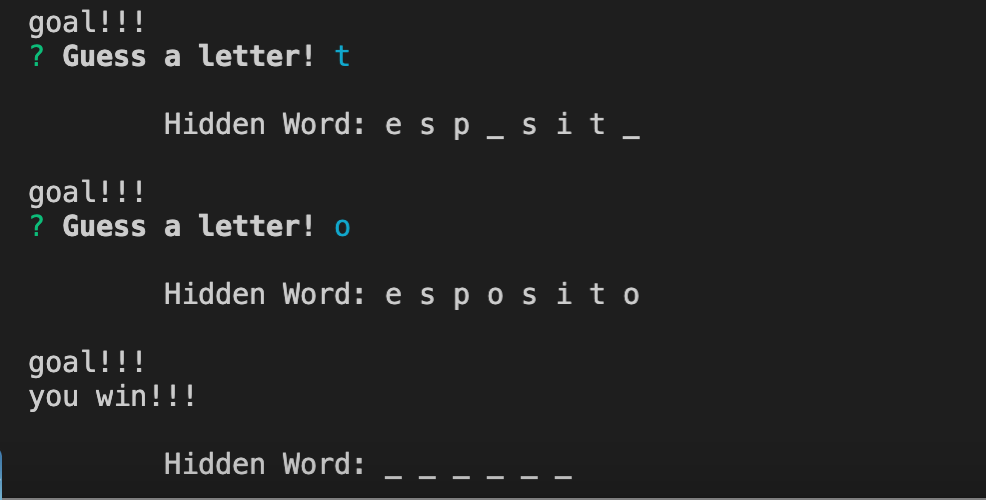 goal!!!
? Guess a letter! t
Hidden Word: e s p _ s i t _
goal!!!
? Guess a letter! o
Hidden Word: e s p o s i t o
goal!!!
you win!!!
Hidden Word: _ _ _ _ _ _